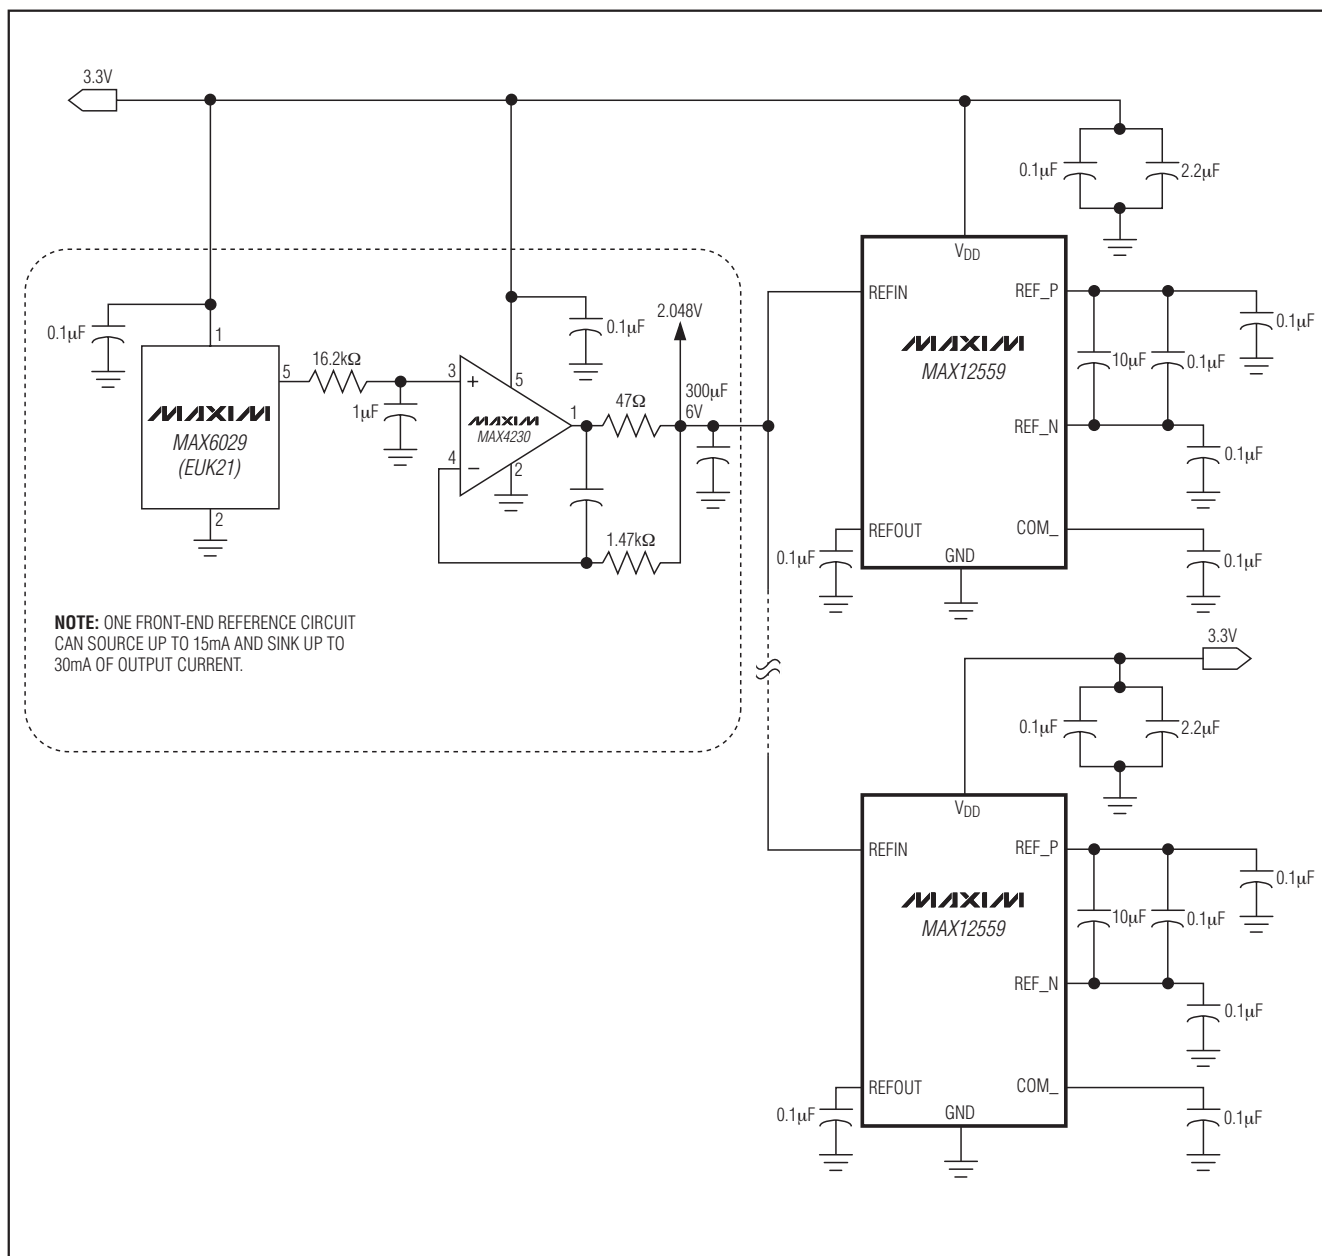 3.3V
0.1μF
2.2μF
VDD
REFIN
REF_P
0.1μF
2.048V
0.1μF
0.1μF
1
MAXIM
MAX12559
10μF
0.1μF
16.2kΩ
5
3
+
5
300μF
6V
1μF
47Ω
MAXIM
MAX6029
(EUK21)
MAXIM
MAX4230
1
REF_N
4
–
2
0.1μF
2
1.47kΩ
REFOUT
COM_
0.1μF
GND
0.1μF
NOTE: ONE FRONT-END REFERENCE CIRCUIT
CAN SOURCE UP TO 15mA AND SINK UP TO
30mA OF OUTPUT CURRENT.
3.3V
0.1μF
2.2μF
VDD
REFIN
REF_P
0.1μF
MAXIM
MAX12559
10μF
0.1μF
REF_N
0.1μF
REFOUT
COM_
0.1μF
GND
0.1μF